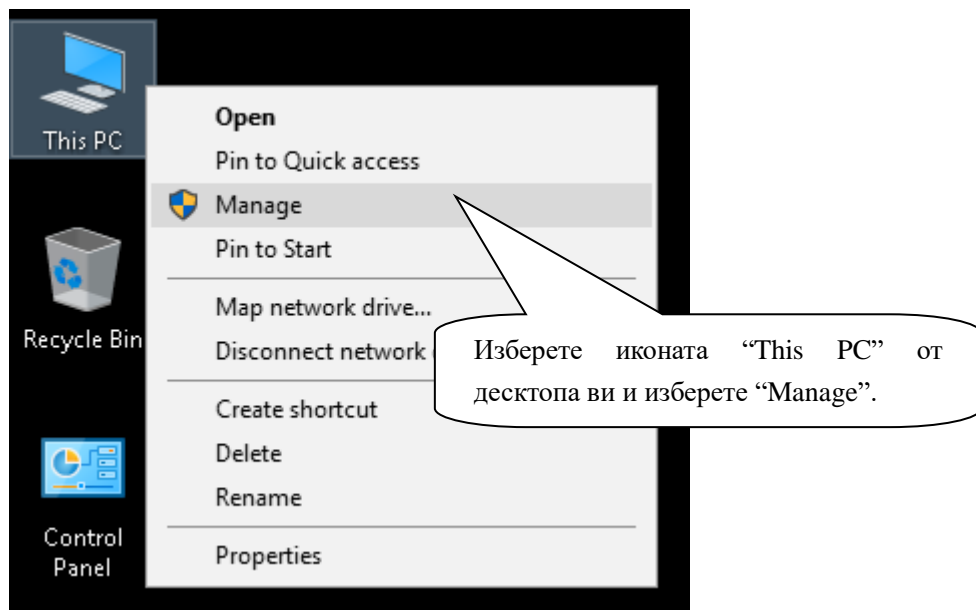 This PC
Open
Pin to Quick access
Manage
Pin to Start
Map network drive...
Disconnect network
Recycle Bin
Изберете иконата “This PC” от
десктопа ви и изберете “Manage”.
Create shortcut
Delete
Rename
Properties
Control
Panel